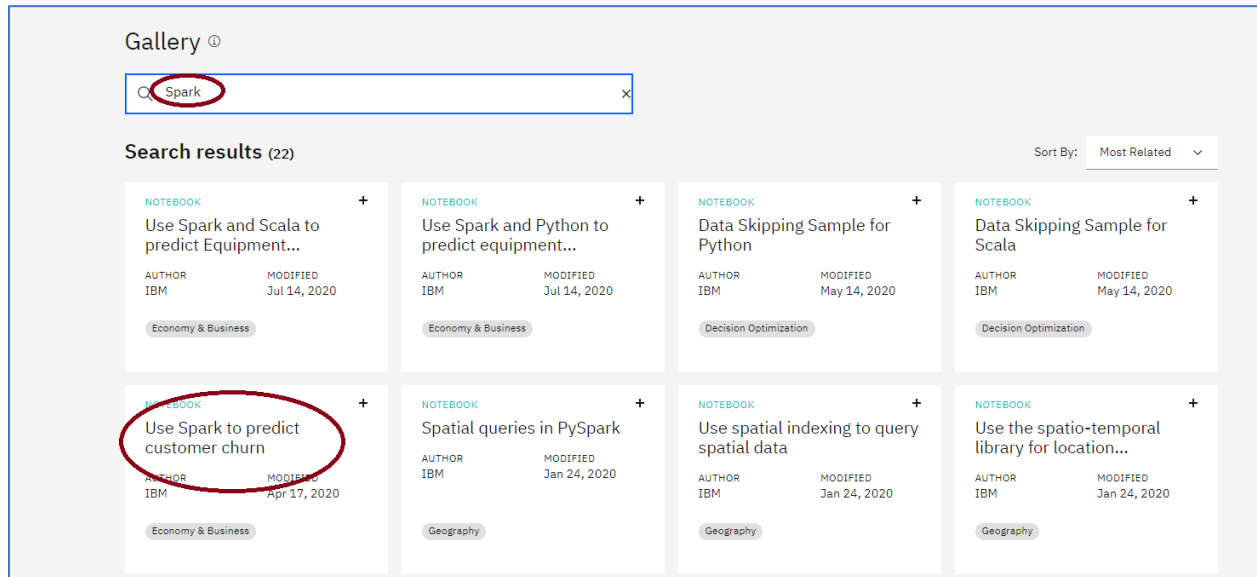 Gallery
Spark
Search results (22)
Sort By: Most Related
NOTEBOOK
Use Spark and Scala to
predict Equipment...
AUTHOR MODIFIED
IBM Jul 14, 2020
Economy & Business
NOTEBOOK
Use Spark and Python to
predict equipment...
AUTHOR MODIFIED
IBM Jul 14, 2020
Economy & Business
NOTEBOOK
Data Skipping Sample for
Python
AUTHOR MODIFIED
IBM May 14, 2020
Decision Optimization
NOTEBOOK
Data Skipping Sample for
Scala
AUTHOR MODIFIED
IBM May 14, 2020
Decision Optimization
NOTEBOOK
Use Spark to predict
customer churn
AUTHOR MODIFIED
IBM Apr 17, 2020
Economy & Business
NOTEBOOK
Spatial queries in PySpark
AUTHOR MODIFIED
IBM Jan 24, 2020
Geography
NOTEBOOK
Use spatial indexing to query
spatial data
AUTHOR MODIFIED
IBM Jan 24, 2020
Geography
NOTEBOOK
Use the spatio-temporal
library for location...
AUTHOR MODIFIED
IBM Jan 24, 2020
Geography